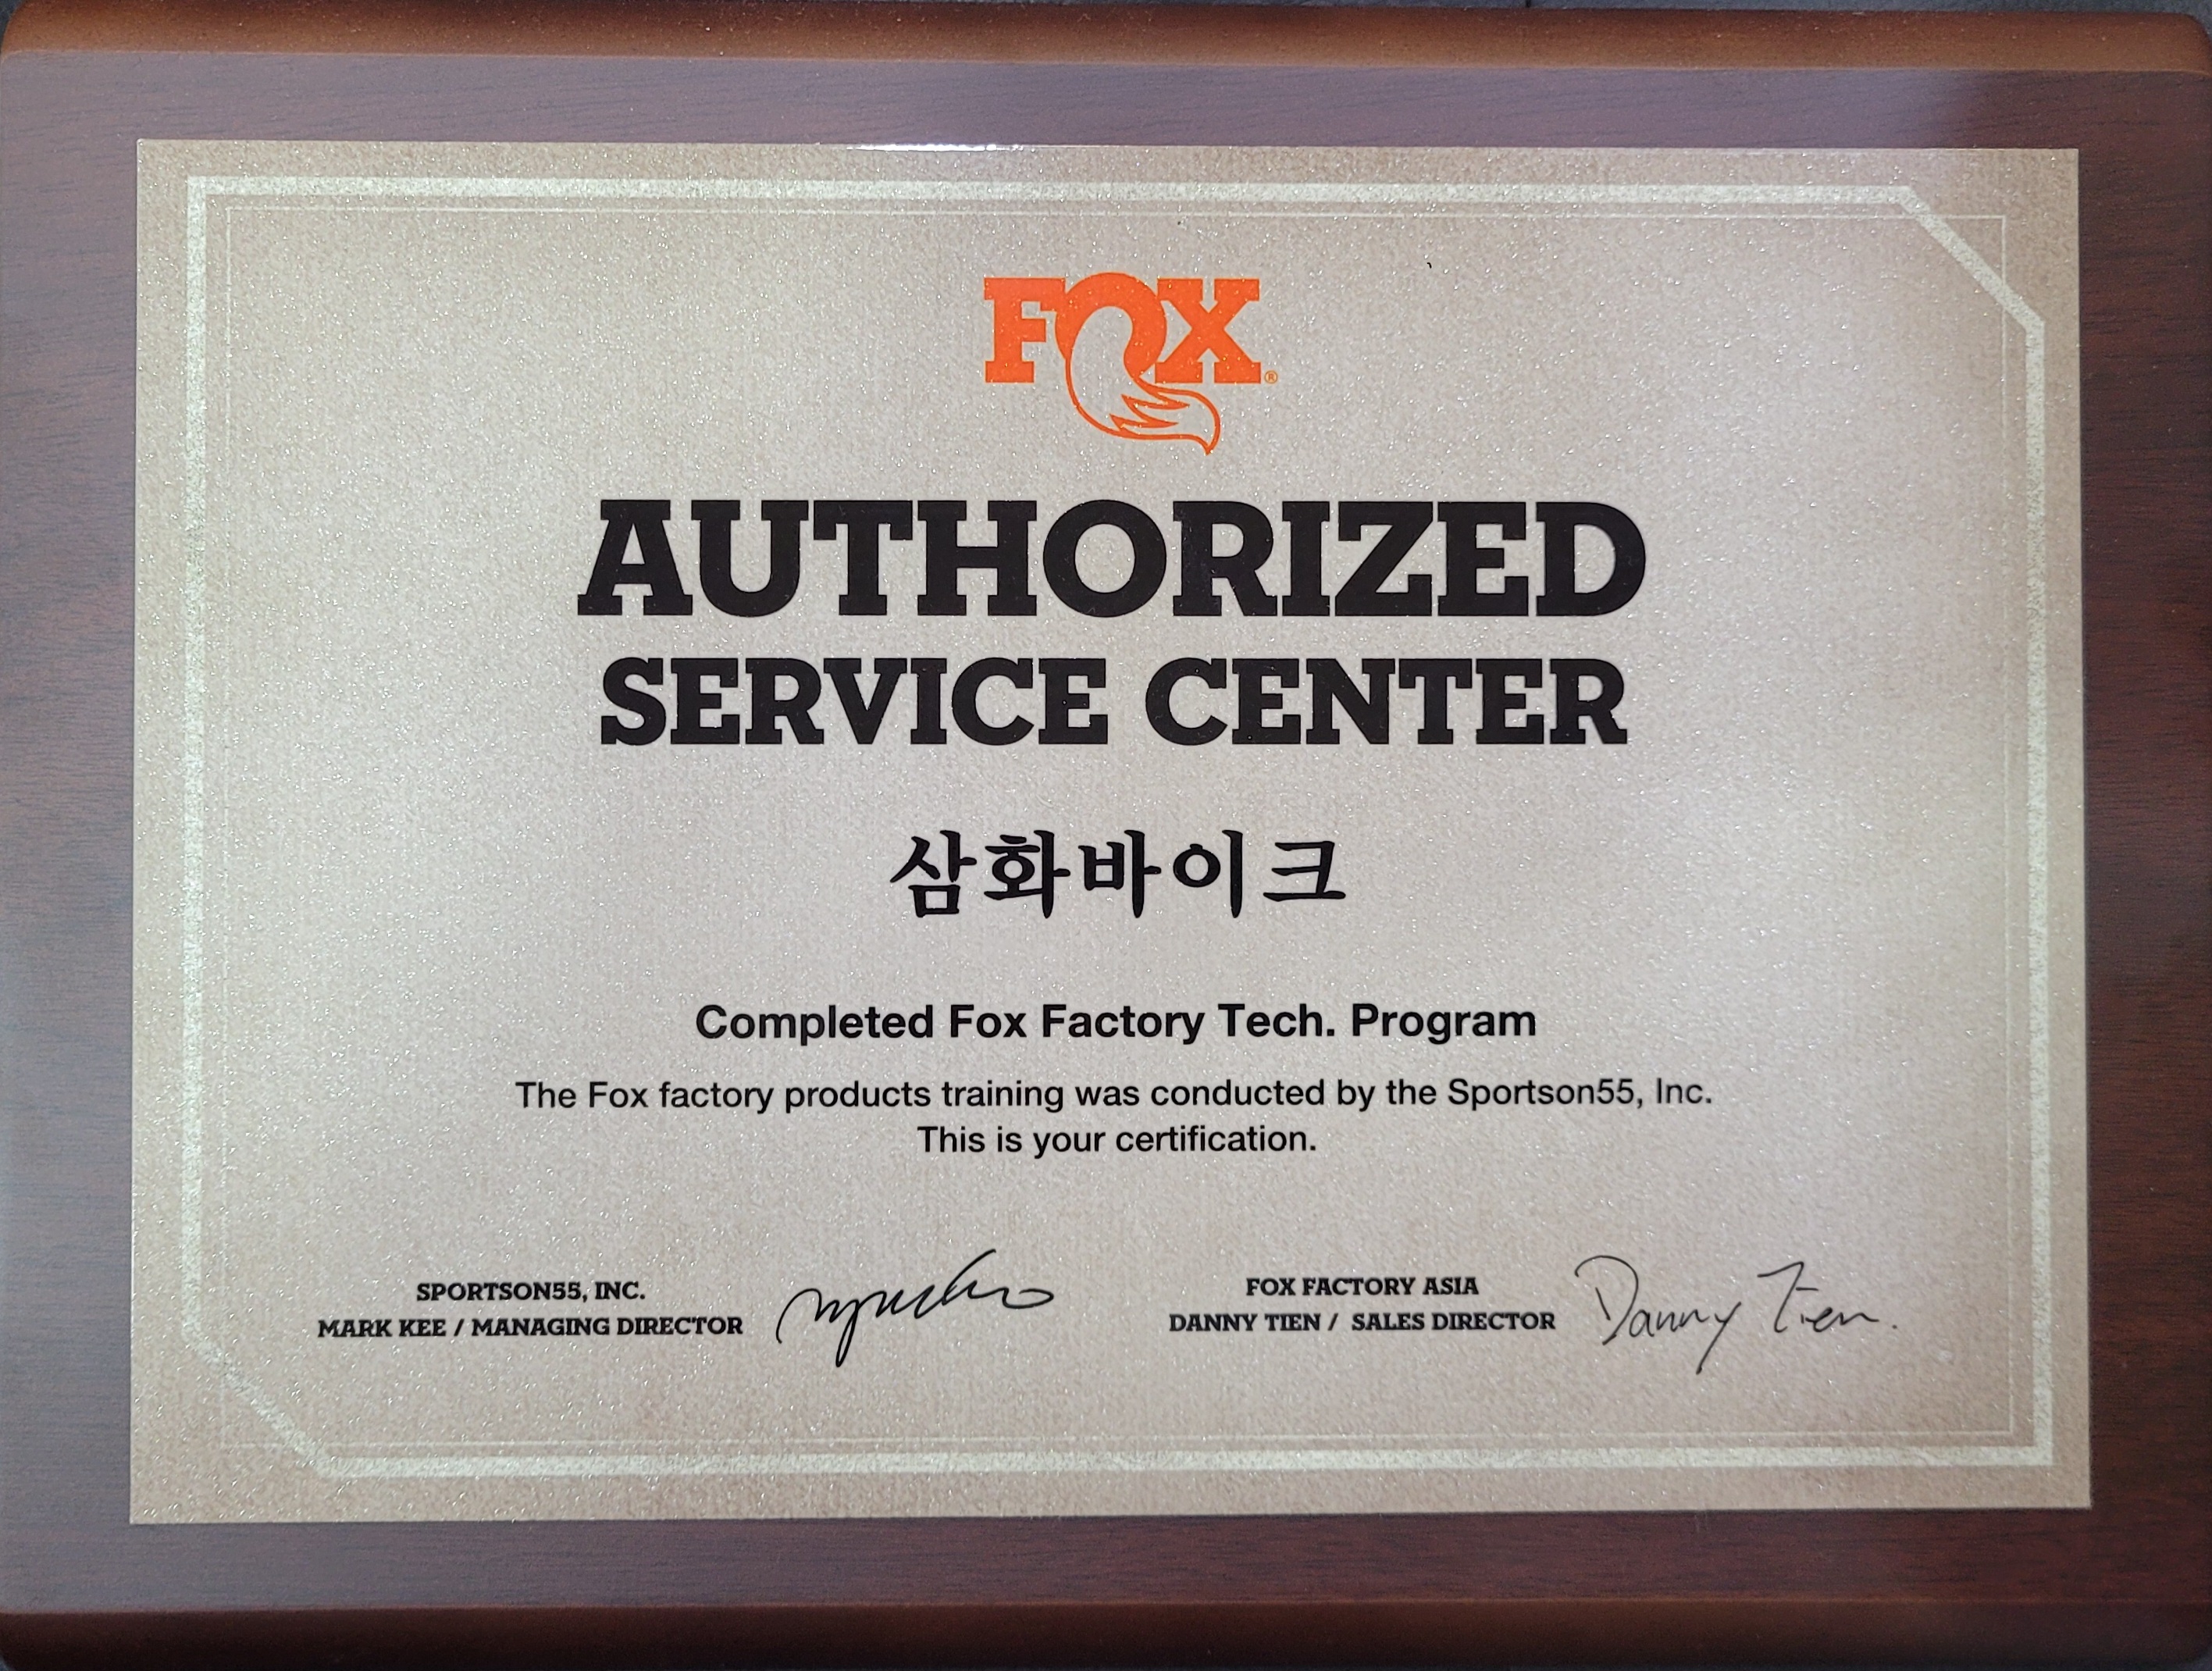 FOX®
AUTHORIZED
SERVICE CENTER
삼화바이크
Completed Fox Factory Tech. Program
The Fox factory products training was conducted by the Sportson55, Inc.
This is your certification.
SPORTSON55, INC.
MARK KEE / MANAGING DIRECTOR
FOX FACTORY ASIA
DANNY TIEN / SALES DIRECTOR
Danny Tien.